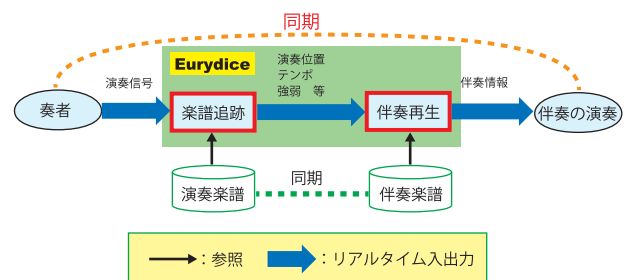 同期
Eurydice
演奏位置
テンポ
強弱 等
演奏信号
伴奏情報
奏者
楽譜追跡
伴奏再生
伴奏の演奏
演奏楽譜
同期
伴奏楽譜
：参照
：リアルタイム入出力